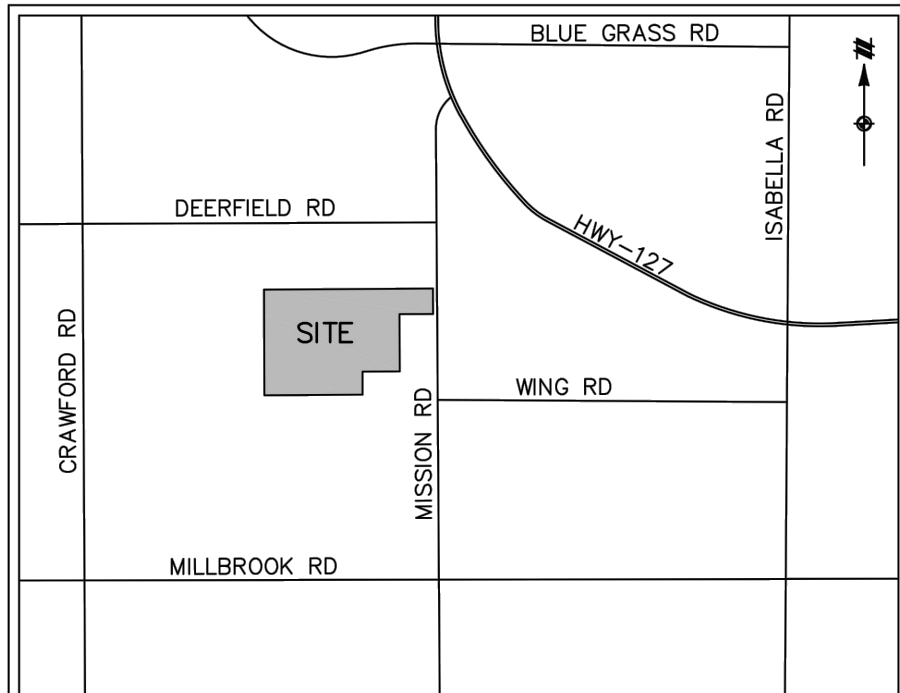 BLUE GRASS RD
N
ISABELLA RD
DEERFIELD RD
HWY-127
SITE
CRAWFORD RD
WING RD
MISSION RD
MILLBROOK RD